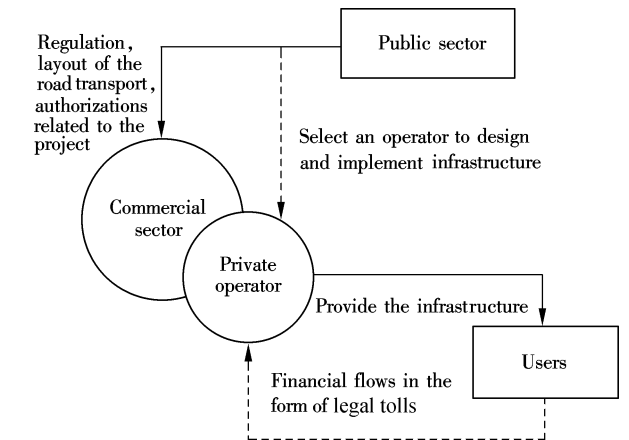 Public sector
Regulation,
layout of the
road transport,
authorizations
related to the
project
Select an operator to design
and implement infrastructure
Commercial
sector
Private
operator
Provide the infrastructure
Users
Financial flows in the
form of legal tolls